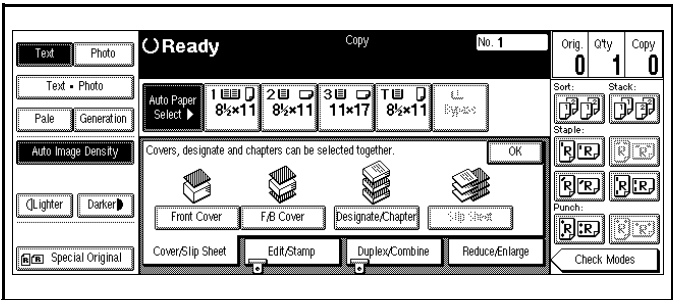 Text
Photo
Text • Photo
Pale
Generation
Auto Image Density
Lighter
Darker
Special Original
Ready
Copy
No. 1
Auto Paper
Select ▶
1
8½×11
2
8½×11
3
11×17
T
8½×11
Bypass
Covers, designate and chapters can be selected together.
OK
Front Cover
F/B Cover
Designate/Chapter
Slip Sheet
Cover/Slip Sheet
Edit/Stamp
Duplex/Combine
Reduce/Enlarge
Orig.
Q'ty
Copy
0
1
0
Sort:
Stack:
Staple:
Punch:
Check Modes